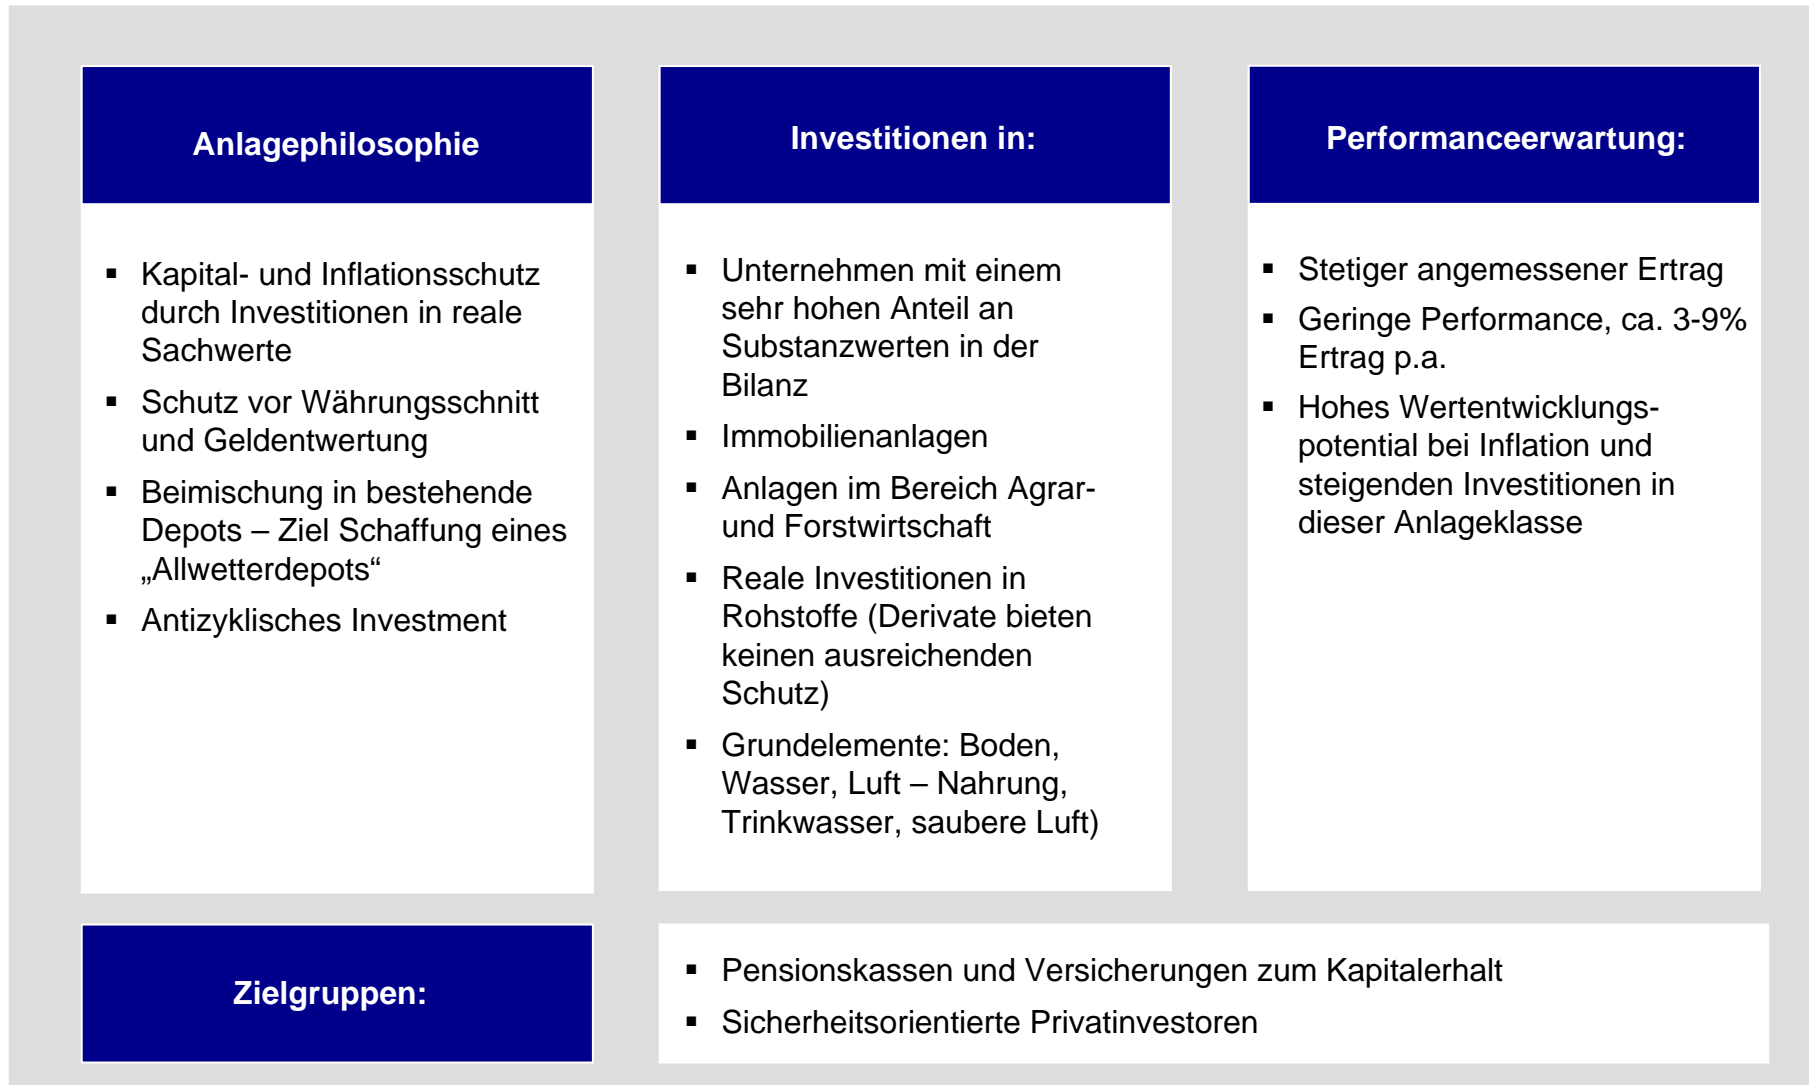 Anlagephilosophie
▪ Kapital- und Inflationsschutz
durch Investitionen in reale
Sachwerte
▪ Schutz vor Währungsschnitt
und Geldentwertung
▪ Beimischung in bestehende
Depots – Ziel Schaffung eines
„Allwetterdepots“
▪ Antizyklisches Investment
Investitionen in:
▪ Unternehmen mit einem
sehr hohen Anteil an
Substanzwerten in der
Bilanz
▪ Immobilienanlagen
▪ Anlagen im Bereich Agrar-
und Forstwirtschaft
▪ Reale Investitionen in
Rohstoffe (Derivate bieten
keinen ausreichenden
Schutz)
▪ Grundelemente: Boden,
Wasser, Luft – Nahrung,
Trinkwasser, saubere Luft)
Performanceerwartung:
▪ Stetiger angemessener Ertrag
▪ Geringe Performance, ca. 3-9%
Ertrag p.a.
▪ Hohes Wertentwicklungs-
potential bei Inflation und
steigenden Investitionen in
dieser Anlageklasse
Zielgruppen:
▪ Pensionskassen und Versicherungen zum Kapitalerhalt
▪ Sicherheitsorientierte Privatinvestoren